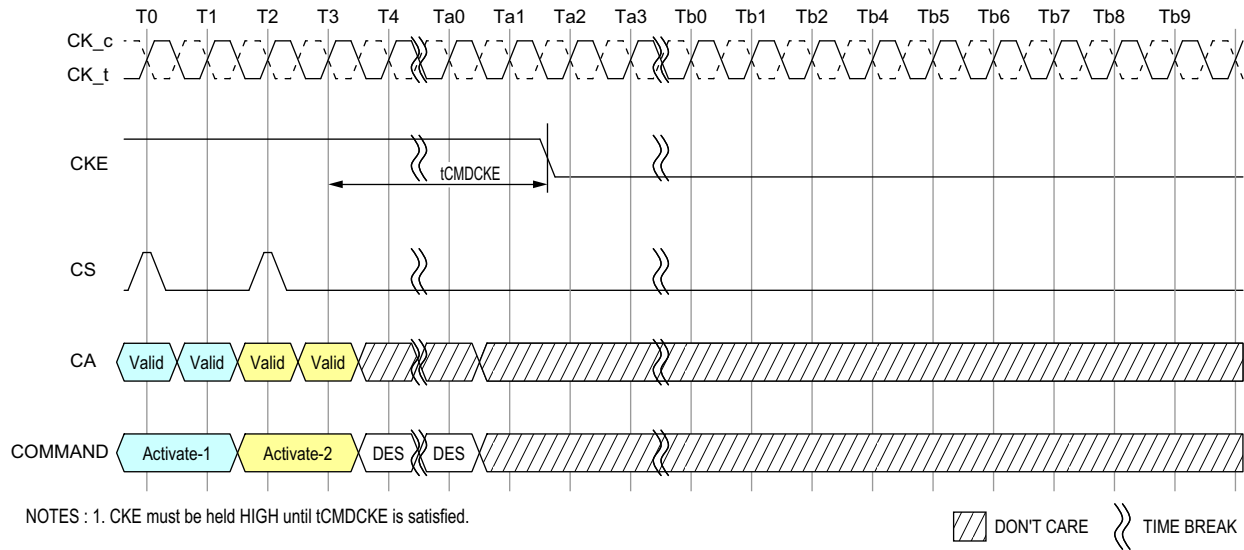 T0 T1 T2 T3 T4 Ta0 Ta1 Ta2 Ta3 Tb0 Tb1 Tb2 Tb4 Tb5 Tb6 Tb7 Tb8 Tb9
CK_c
CK_t
CKE
tCMDCKE
CS
CA Valid Valid Valid Valid
COMMAND Activate-1 Activate-2 DES DES
NOTES : 1. CKE must be held HIGH until tCMDCKE is satisfied.
DON'T CARE TIME BREAK